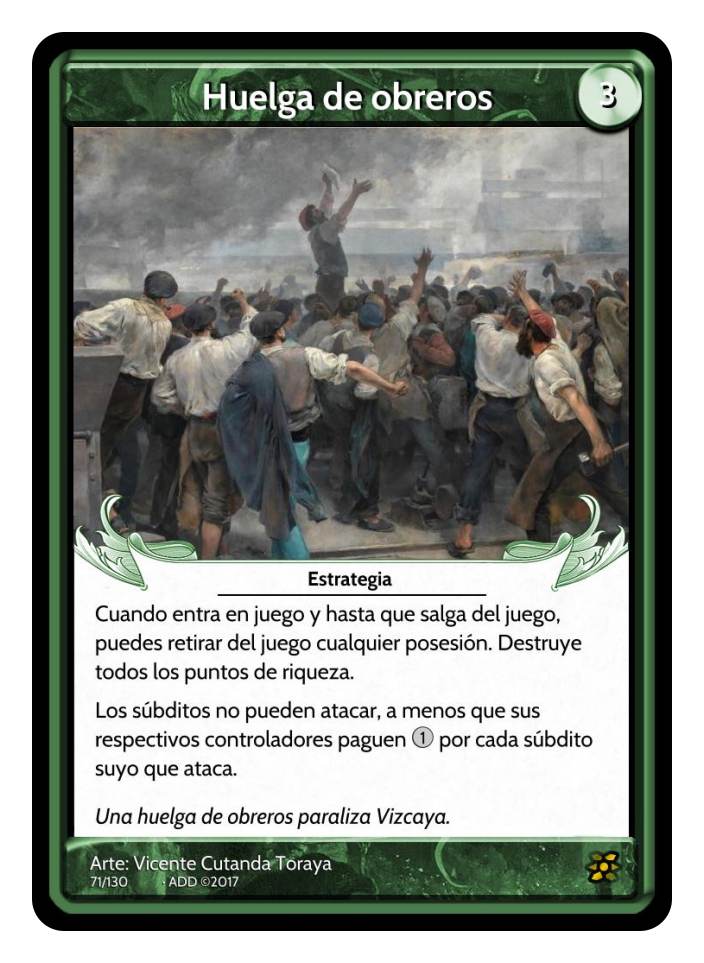 Huelga de obreros
3
Estrategia
Cuando entra en juego y hasta que salga del juego,
puedes retirar del juego cualquier posesión. Destruye
todos los puntos de riqueza.
Los súbditos no pueden atacar, a menos que sus
respectivos controladores paguen 1 por cada súbdito
suyo que ataca.
Una huelga de obreros paraliza Vizcaya.
Arte: Vicente Cutanda Toraya
71/130 · ADD ©2017